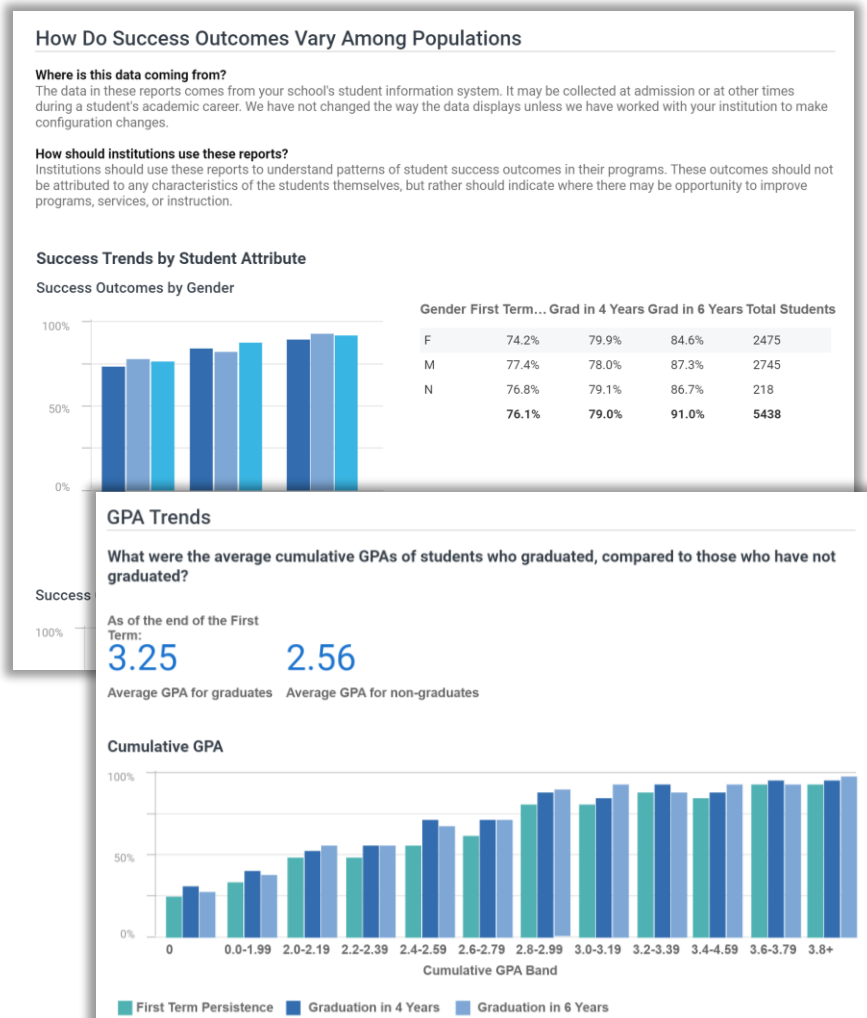 How Do Success Outcomes Vary Among Populations
Where is this data coming from?
The data in these reports comes from your school's student information system. It may be collected at admission or at other times
during a student's academic career. We have not changed the way the data displays unless we have worked with your institution to make
configuration changes.
How should institutions use these reports?
Institutions should use these reports to understand patterns of student success outcomes in their programs. These outcomes should not
be attributed to any characteristics of the students themselves, but rather should indicate where there may be opportunity to improve
programs, services, or instruction.
Success Trends by Student Attribute
Success Outcomes by Gender
100%
50%
0%
Gender First Term... Grad in 4 Years Grad in 6 Years Total Students
F 74.2% 79.9% 84.6% 2475
M 77.4% 78.0% 87.3% 2745
N 76.8% 79.1% 86.7% 218
76.1% 79.0% 91.0% 5438
Success
100%
GPA Trends
What were the average cumulative GPAs of students who graduated, compared to those who have not
graduated?
As of the end of the First
Term:
3.25 2.56
Average GPA for graduates Average GPA for non-graduates
Cumulative GPA
100%
50%
0%
0 0.0-1.99 2.0-2.19 2.2-2.39 2.4-2.59 2.6-2.79 2.8-2.99 3.0-3.19 3.2-3.39 3.4-4.59 3.6-3.79 3.8+
Cumulative GPA Band
First Term Persistence Graduation in 4 Years Graduation in 6 Years